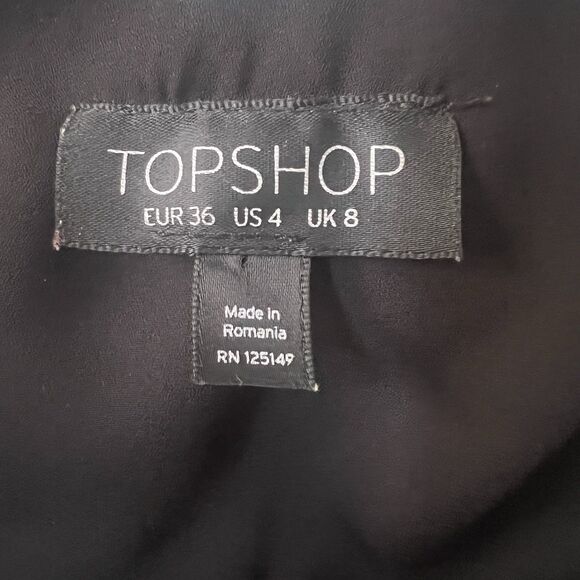 TOPSHOP
EUR 36 US 4 UK 8
Made in
Romania
RN 125149